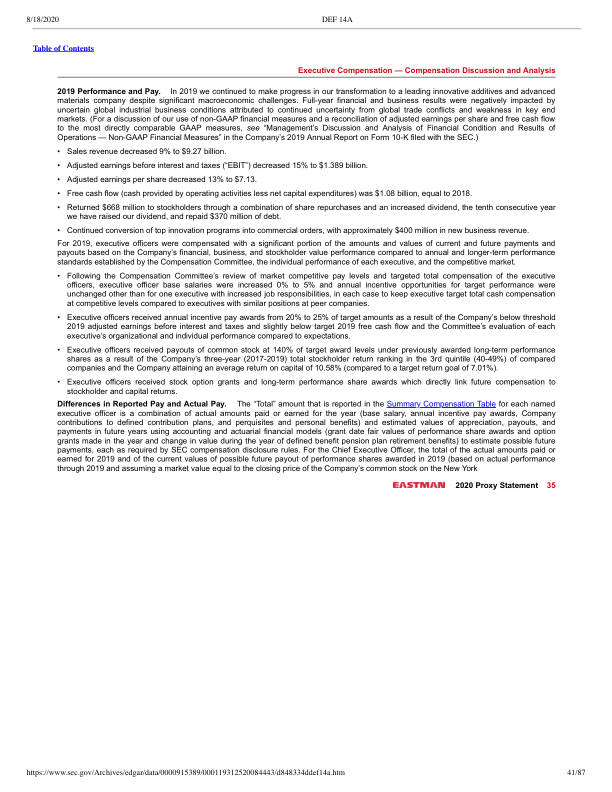 8/18/2020
DEF 14A
Table of Contents
Executive Compensation — Compensation Discussion and Analysis
2019 Performance and Pay. In 2019 we continued to make progress in our transformation to a leading innovative additives and advanced
materials company despite significant macroeconomic challenges. Full-year financial and business results were negatively impacted by
uncertain global industrial business conditions attributed to continued uncertainty from global trade conflicts and weakness in key end
markets. (For a discussion of our use of non-GAAP financial measures and a reconciliation of adjusted earnings per share and free cash flow
to the most directly comparable GAAP measures, see “Management’s Discussion and Analysis of Financial Condition and Results of
Operations — Non-GAAP Financial Measures” in the Company’s 2019 Annual Report on Form 10-K filed with the SEC.)
• Sales revenue decreased 9% to $9.27 billion.
• Adjusted earnings before interest and taxes (“EBIT”) decreased 15% to $1.389 billion.
• Adjusted earnings per share decreased 13% to $7.13.
• Free cash flow (cash provided by operating activities less net capital expenditures) was $1.08 billion, equal to 2018.
• Returned $668 million to stockholders through a combination of share repurchases and an increased dividend, the tenth consecutive year
we have raised our dividend, and repaid $370 million of debt.
• Continued conversion of top innovation programs into commercial orders, with approximately $400 million in new business revenue.
For 2019, executive officers were compensated with a significant portion of the amounts and values of current and future payments and
payouts based on the Company’s financial, business, and stockholder value performance compared to annual and longer-term performance
standards established by the Compensation Committee, the individual performance of each executive, and the competitive market.
• Following the Compensation Committee’s review of market competitive pay levels and targeted total compensation of the executive
officers, executive officer base salaries were increased 0% to 5% and annual incentive opportunities for target performance were
unchanged other than for one executive with increased job responsibilities, in each case to keep executive target total cash compensation
at competitive levels compared to executives with similar positions at peer companies.
• Executive officers received annual incentive pay awards from 20% to 25% of target amounts as a result of the Company’s below threshold
2019 adjusted earnings before interest and taxes and slightly below target 2019 free cash flow and the Committee’s evaluation of each
executive’s organizational and individual performance compared to expectations.
• Executive officers received payouts of common stock at 140% of target award levels under previously awarded long-term performance
shares as a result of the Company’s three-year (2017-2019) total stockholder return ranking in the 3rd quintile (40-49%) of compared
companies and the Company attaining an average return on capital of 10.58% (compared to a target return goal of 7.01%).
• Executive officers received stock option grants and long-term performance share awards which directly link future compensation to
stockholder and capital returns.
Differences in Reported Pay and Actual Pay. The “Total” amount that is reported in the Summary Compensation Table for each named
executive officer is a combination of actual amounts paid or earned for the year (base salary, annual incentive pay awards, Company
contributions to defined contribution plans, and perquisites and personal benefits) and estimated values of appreciation, payouts, and
payments in future years using accounting and actuarial financial models (grant date fair values of performance share awards and option
grants made in the year and change in value during the year of defined benefit pension plan retirement benefits) to estimate possible future
payments, each as required by SEC compensation disclosure rules. For the Chief Executive Officer, the total of the actual amounts paid or
earned for 2019 and of the current values of possible future payout of performance shares awarded in 2019 (based on actual performance
through 2019 and assuming a market value equal to the closing price of the Company’s common stock on the New York
EASTMAN 2020 Proxy Statement 35
https://www.sec.gov/Archives/edgar/data/0000915389/000119312520084443/d848334ddef14a.htm
41/87